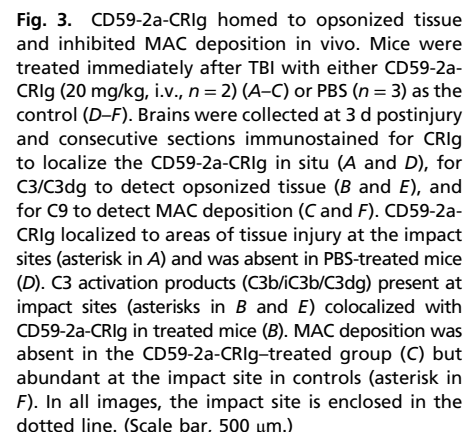 Fig. 3. CD59-2a-CRIg homed to opsonized tissue
and inhibited MAC deposition in vivo. Mice were
treated immediately after TBI with either CD59-2a-
CRIg (20 mg/kg, i.v., n = 2) (A–C) or PBS (n = 3) as the
control (D–F). Brains were collected at 3 d postinjury
and consecutive sections immunostained for CRIg
to localize the CD59-2a-CRIg in situ (A and D), for
C3/C3dg to detect opsonized tissue (B and E), and
for C9 to detect MAC deposition (C and F). CD59-2a-
CRIg localized to areas of tissue injury at the impact
sites (asterisk in A) and was absent in PBS-treated mice
(D). C3 activation products (C3b/iC3b/C3dg) present at
impact sites (asterisks in B and E) colocalized with
CD59-2a-CRIg in treated mice (B). MAC deposition was
absent in the CD59-2a-CRIg–treated group (C) but
abundant at the impact site in controls (asterisk in
F). In all images, the impact site is enclosed in the
dotted line. (Scale bar, 500 μm.)